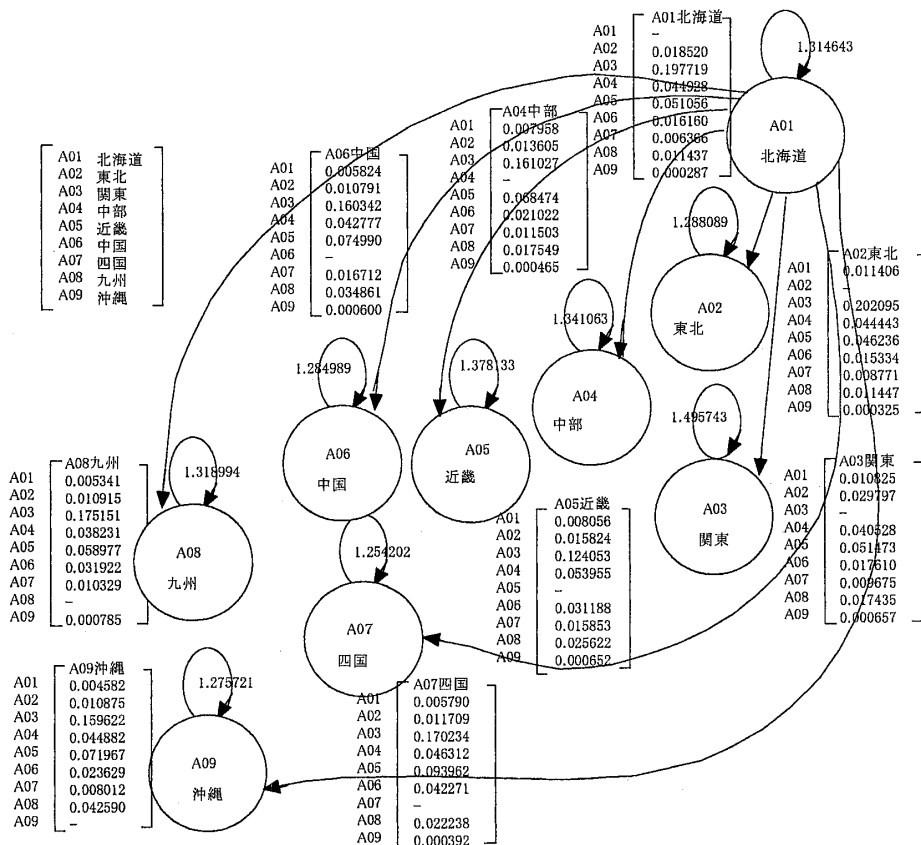 A01北海道
A01 –
A02 0.018520
A03 0.197719
A04 0.044928
A05 0.051056
A06 0.016160
A07 0.006366
A08 0.011437
A09 0.000287
1.314643
A01
北海道
A01 北海道
A02 東北
A03 関東
A04 中部
A05 近畿
A06 中国
A07 四国
A08 九州
A09 沖縄
A06中国
A01 0.005824
A02 0.010791
A03 0.160342
A04 0.042777
A05 0.074990
A06 –
A07 0.016712
A08 0.034861
A09 0.000600
A04中部
A01 0.007958
A02 0.013605
A03 0.161027
A04 –
A05 0.068474
A06 0.021022
A07 0.011503
A08 0.017549
A09 0.000465
1.288089
A02
東北
A02東北
A01 0.011406
A02 –
A03 0.202095
A04 0.044443
A05 0.046236
A06 0.015334
A07 0.008771
A08 0.011447
A09 0.000325
1.284989
A06
中国
1.378133
A05
近畿
1.341063
A04
中部
1.495743
A03
関東
A03関東
A01 0.010825
A02 0.029797
A03 –
A04 0.040528
A05 0.051473
A06 0.017610
A07 0.009675
A08 0.017435
A09 0.000657
A08九州
A01 0.005341
A02 0.010915
A03 0.175151
A04 0.038231
A05 0.058977
A06 0.031922
A07 0.010329
A08 –
A09 0.000785
1.318994
A08
九州
1.254202
A07
四国
A05近畿
A01 0.008056
A02 0.015824
A03 0.124053
A04 0.053955
A05 –
A06 0.031188
A07 0.015853
A08 0.025622
A09 0.000652
A09沖縄
A01 0.004582
A02 0.010875
A03 0.159622
A04 0.044882
A05 0.071967
A06 0.023629
A07 0.008012
A08 0.042590
A09 –
1.275721
A09
沖縄
A07四国
A01 0.005790
A02 0.011709
A03 0.170234
A04 0.046312
A05 0.093962
A06 0.042271
A07 –
A08 0.022238
A09 0.000392